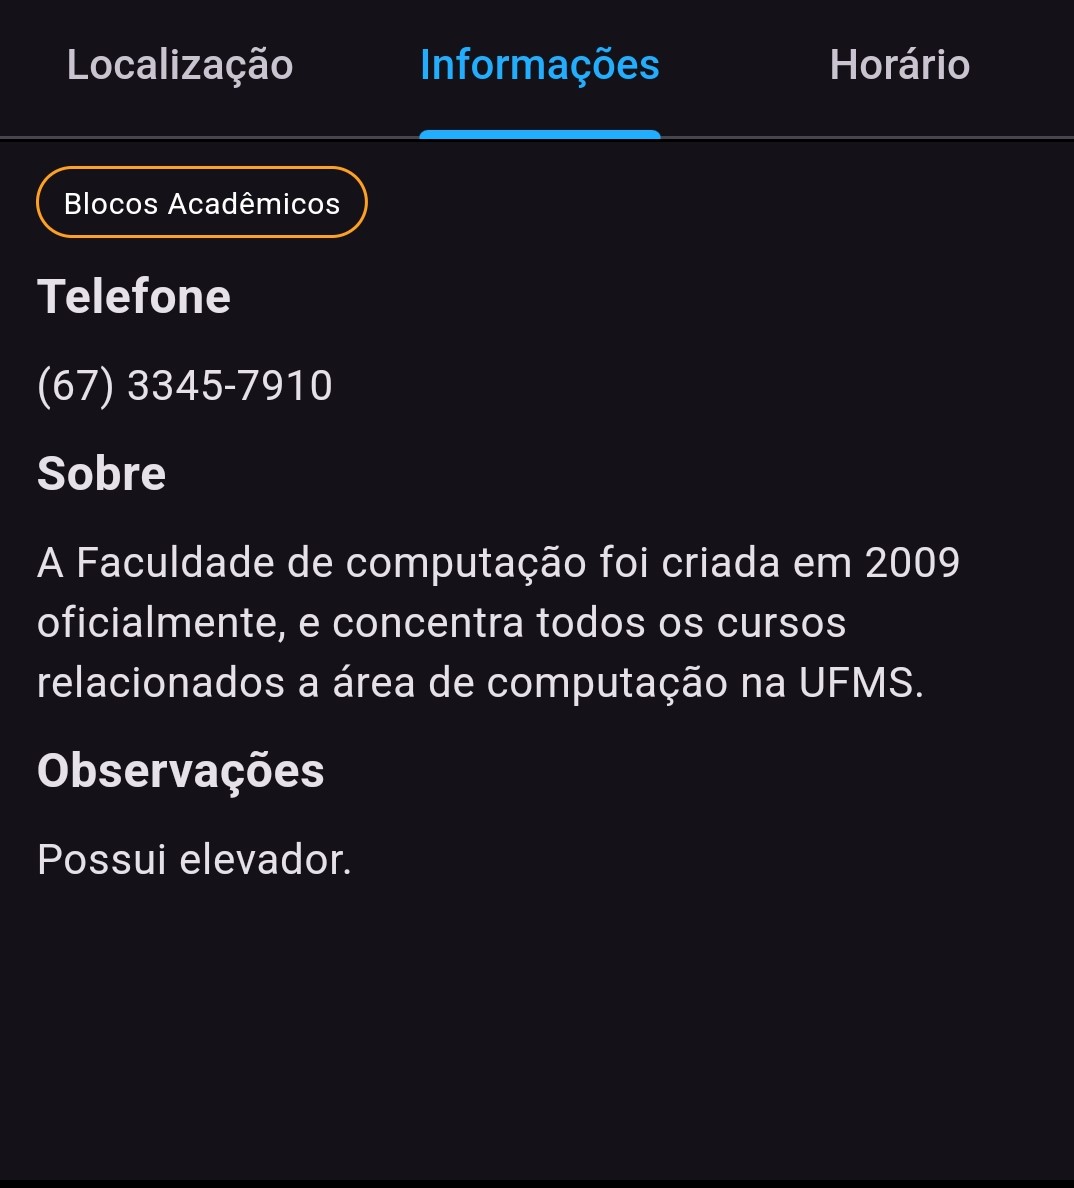 Localização Informações Horário
Blocos Acadêmicos
Telefone
(67) 3345-7910
Sobre
A Faculdade de computação foi criada em 2009
oficialmente, e concentra todos os cursos
relacionados a área de computação na UFMS.
Observações
Possui elevador.